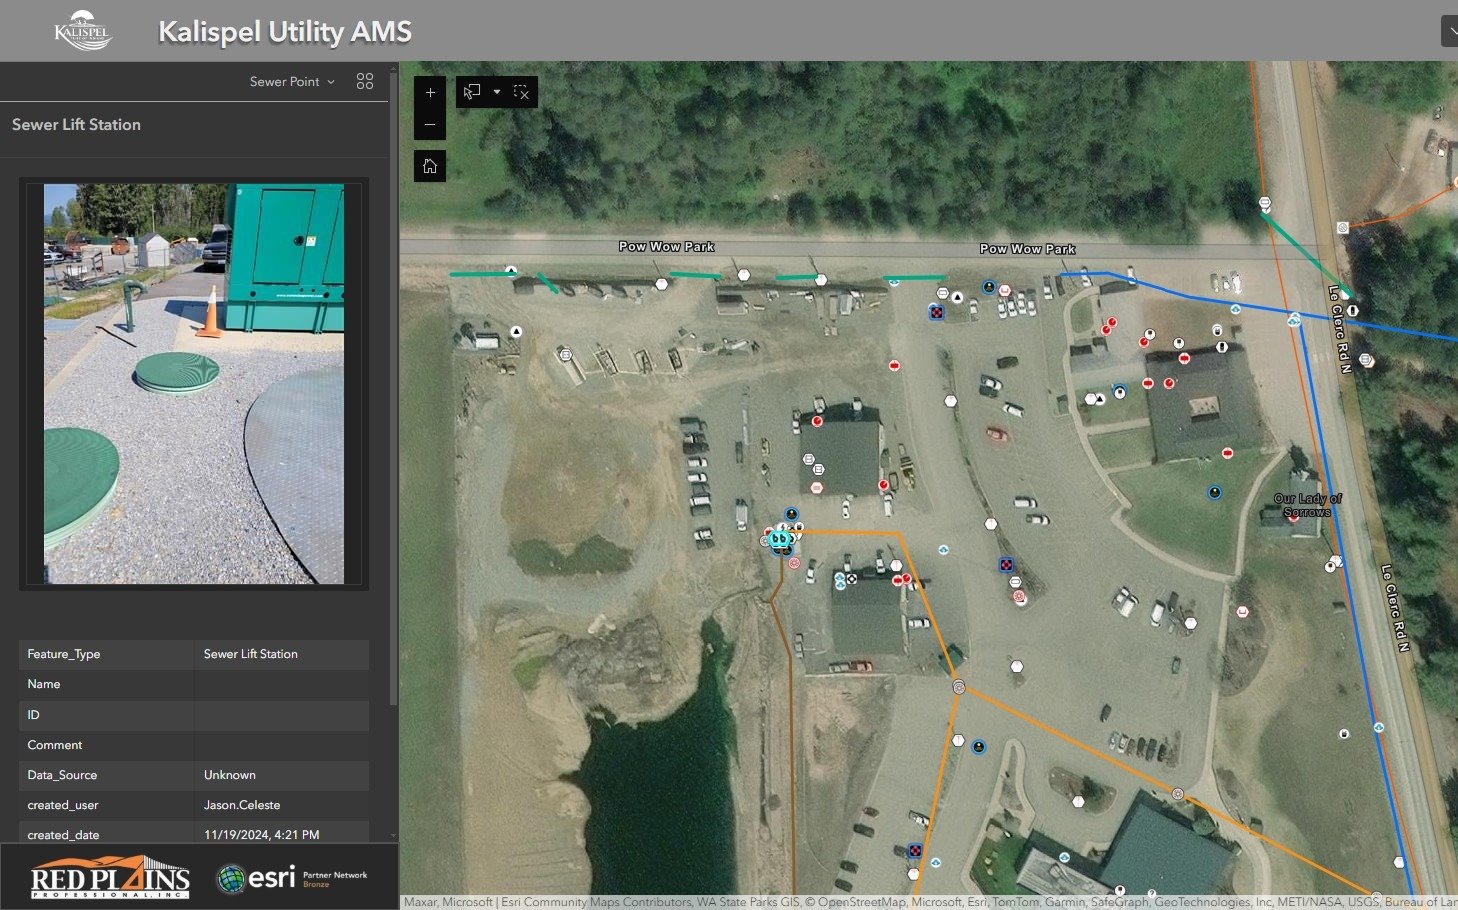 KALISPEL
Kalispel Utility AMS
Sewer Point
Sewer Lift Station
Pow Wow Park
Pow Wow Park
Le Clerc Rd N
Our Lady of
Sorrows
Le Clerc Rd N
Feature_Type Sewer Lift Station
Name
ID
Comment
Data_Source Unknown
created_user Jason.Celeste
created_date 11/19/2024, 4:21 PM
RED PLAINS
PROFESSIONAL, INC
esri Partner Network
Bronze
Maxar, Microsoft | Esri Community Maps Contributors, WA State Parks GIS, © OpenStreetMap, Microsoft, Esri, TomTom, Garmin, SafeGraph, GeoTechnologies, Inc, METI/NASA, USGS, Bureau of Lan